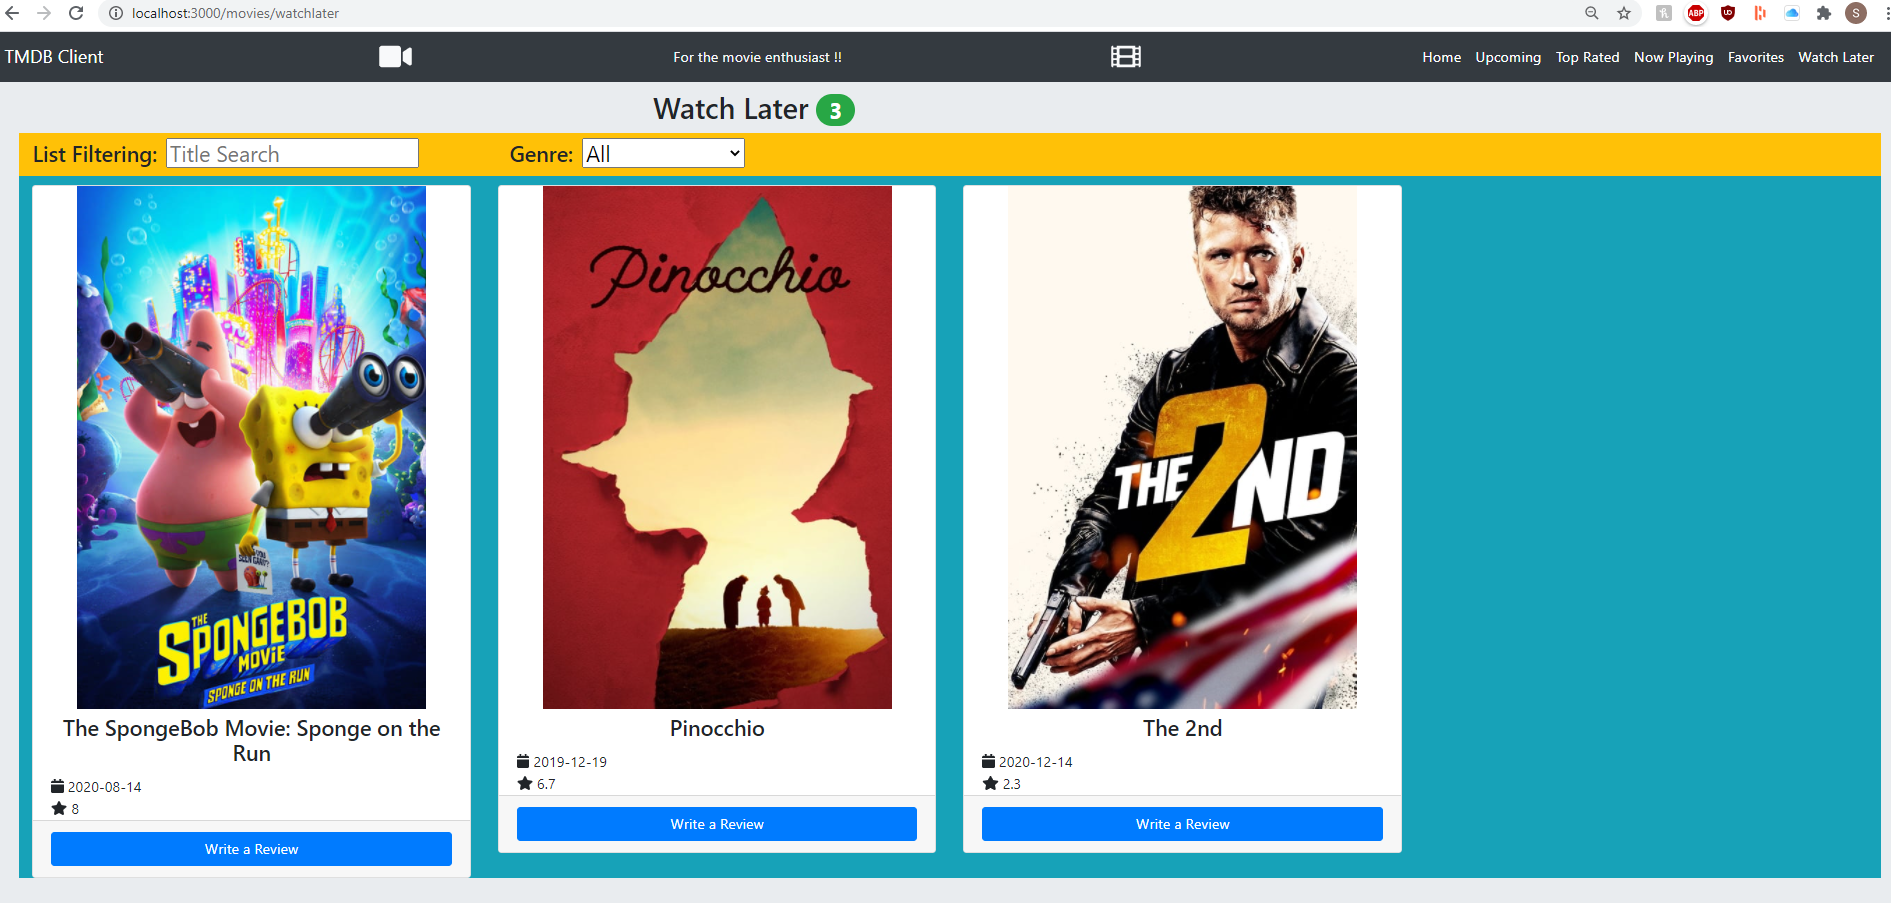 localhost:3000/movies/watchlater
S
ABP
TMDB Client
For the movie enthusiast !!
Home Upcoming Top Rated Now Playing Favorites Watch Later
Watch Later 3
List Filtering: Title Search Genre: All
THE
SPONGEBOB
MOVIE
SPONGE ON THE RUN
The SpongeBob Movie: Sponge on the
Run
2020-08-14
8
Write a Review
Pinocchio
Pinocchio
2019-12-19
6.7
Write a Review
THE 2ND
The 2nd
2020-12-14
2.3
Write a Review